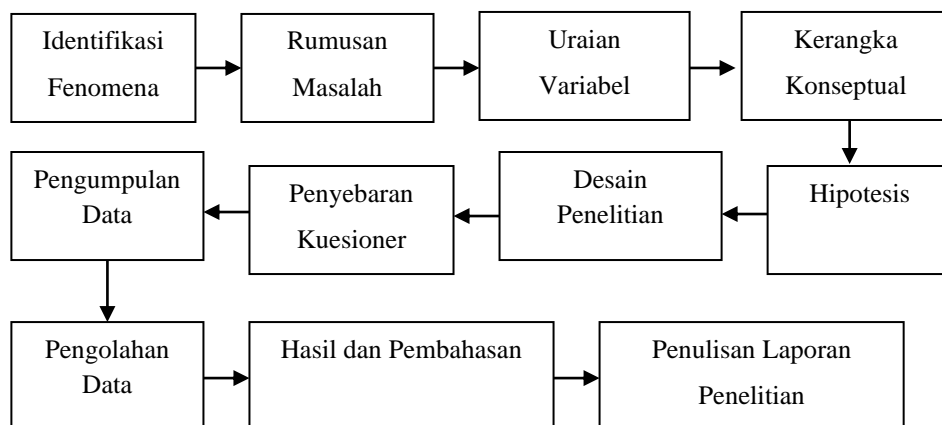 Identifikasi
Fenomena
Rumusan
Masalah
Uraian
Variabel
Kerangka
Konseptual
Hipotesis
Desain
Penelitian
Penyebaran
Kuesioner
Pengumpulan
Data
Pengolahan
Data
Hasil dan Pembahasan
Penulisan Laporan
Penelitian